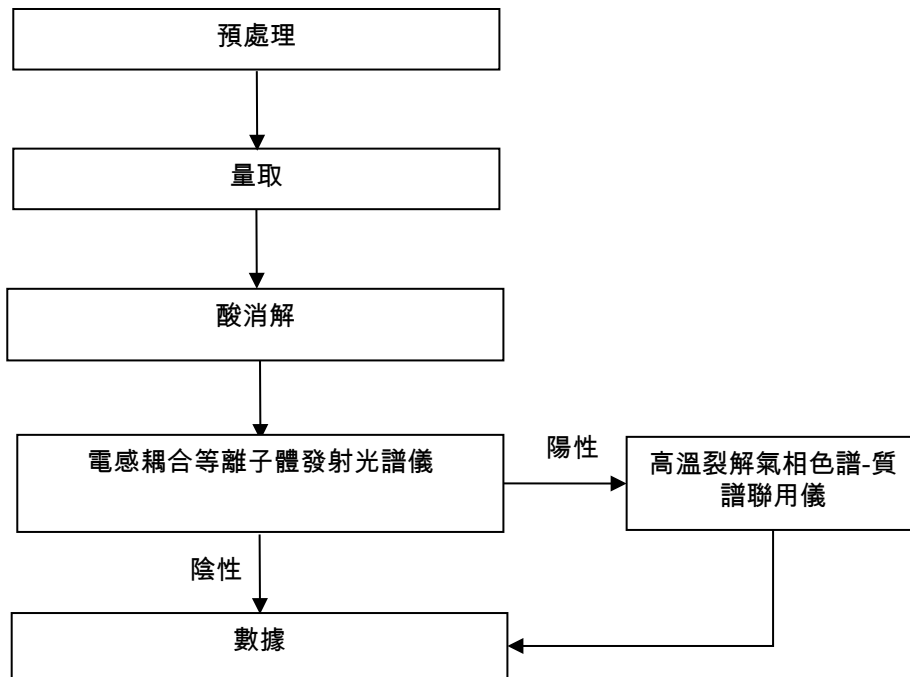 預處理
量取
酸消解
電感耦合等離子體發射光譜儀
陽性
高溫裂解氣相色譜-質
譜聯用儀
陰性
數據